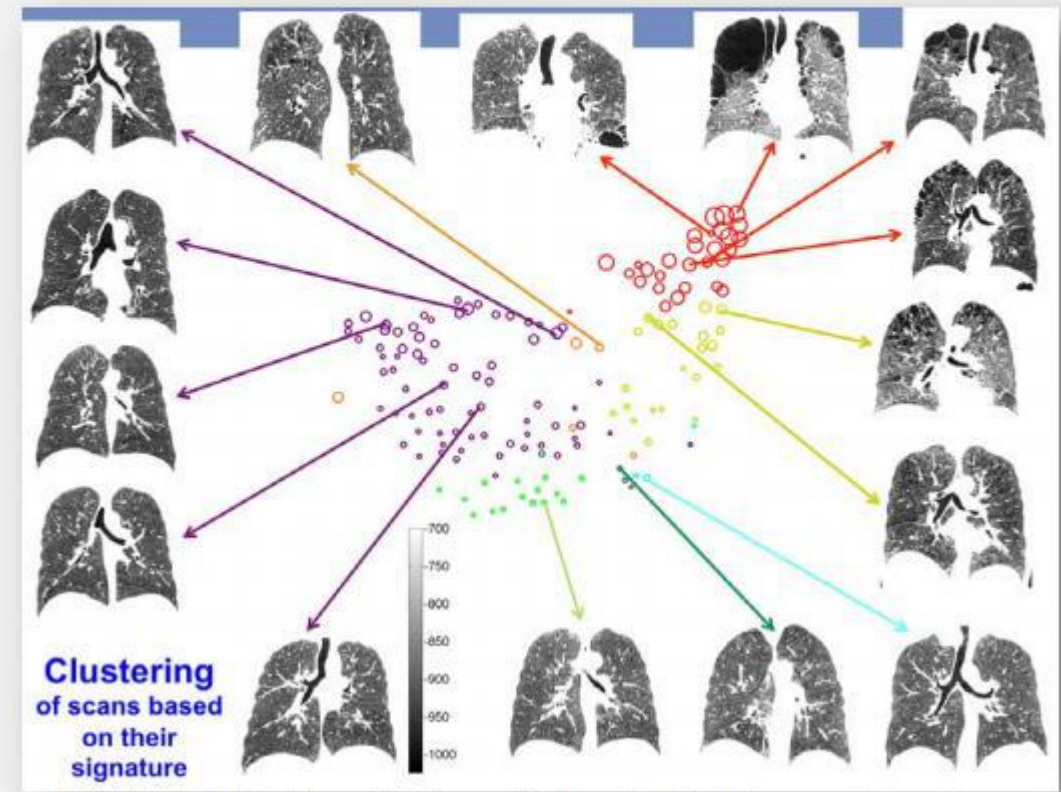 -700
-750
-800
-850
-900
-950
-1000
Clustering
of scans based
on their
signature